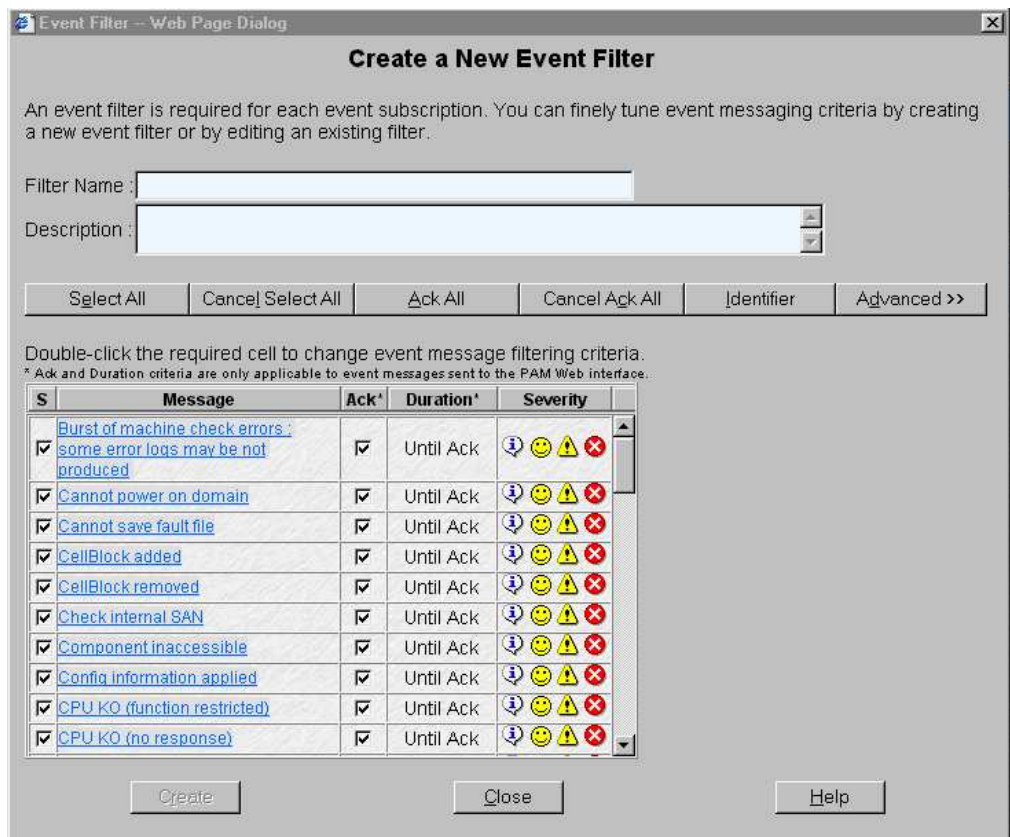 Event Filter -- Web Page Dialog
Create a New Event Filter
An event filter is required for each event subscription. You can finely tune event messaging criteria by creating
a new event filter or by editing an existing filter.
Filter Name :
Description :
Select All Cancel Select All Ack All Cancel Ack All Identifier Advanced >>
Double-click the required cell to change event message filtering criteria.
* Ack and Duration criteria are only applicable to event messages sent to the PAM Web interface.
S Message Ack* Duration* Severity
Burst of machine check errors :
some error logs may be not
produced
Until Ack
Cannot power on domain Until Ack
Cannot save fault file Until Ack
CellBlock added Until Ack
CellBlock removed Until Ack
Check internal SAN Until Ack
Component inaccessible Until Ack
Config information applied Until Ack
CPU KO (function restricted) Until Ack
CPU KO (no response) Until Ack
Create Close Help